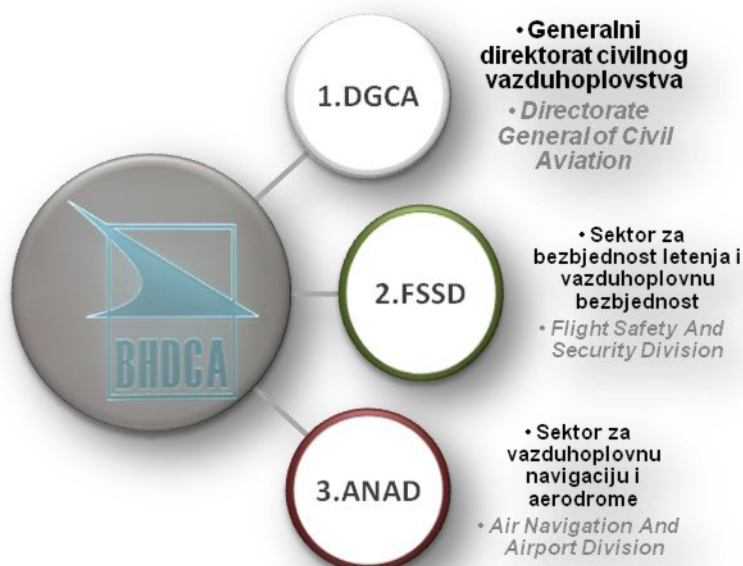 1.DGCA
• Generalni
direktorat civilnog
vazduhoplovstva
• Directorate
General of Civil
Aviation
BHDCA
2.FSSD
• Sektor za
bezbjednost letenja i
vazduhoplovnu
bezbjednost
• Flight Safety And
Security Division
3.ANAD
• Sektor za
vazduhoplovnu
navigaciju i
aerodrome
• Air Navigation And
Airport Division